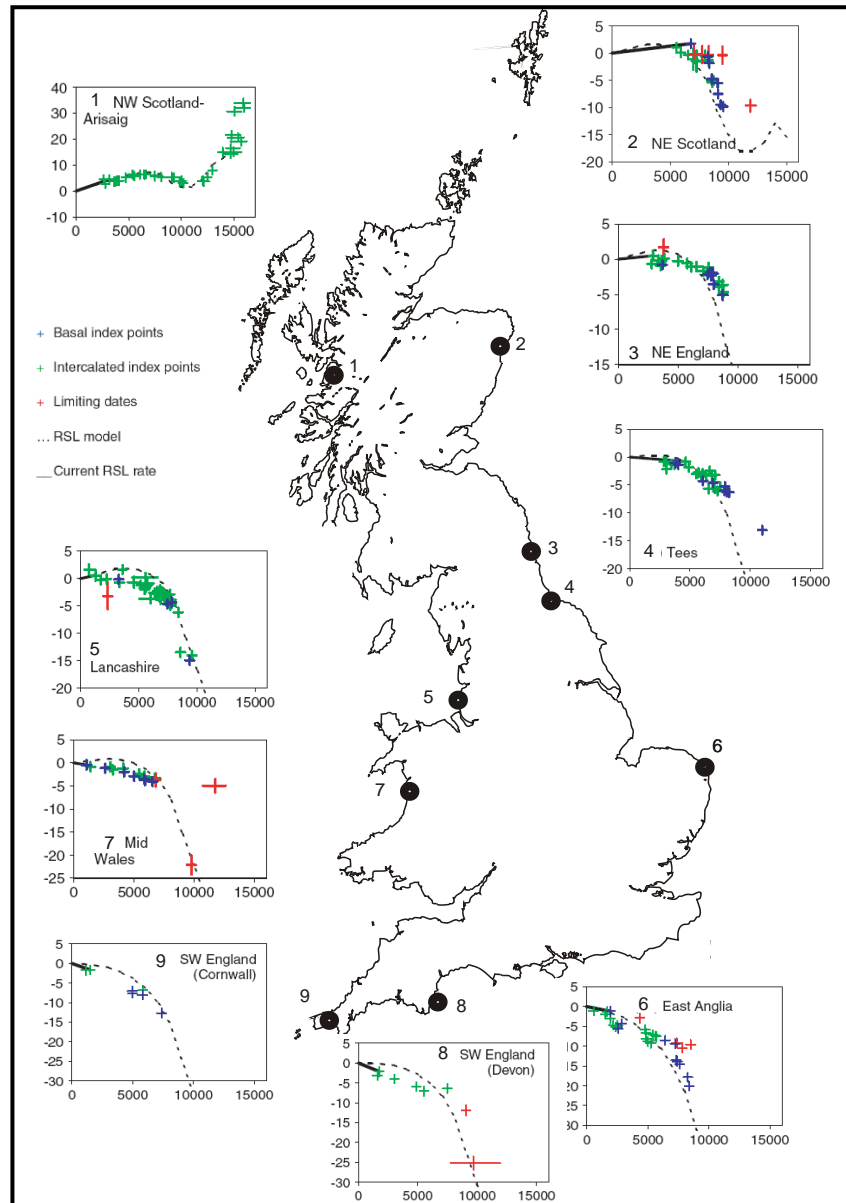 1 NW Scotland-
Arisaig
40
30
20
10
0
-10
0 5000 10000 15000
5
0
-5
-10
-15
-20
2 NE Scotland
0 5000 10000 15000
+ Basal index points
+ Intercalated index points
+ Limiting dates
... RSL model
__ Current RSL rate
5
0
-5
-10
-15
3 NE England
0 5000 10000 15000
5
0
-5
-10
-15
-20
4 Tees
0 5000 10000 15000
5
0
-5
-10
-15
-20
5
Lancashire
0 5000 10000 15000
5
0
-5
-10
-15
-20
-25
7 Mid
Wales
0 5000 10000 15000
5
0
-5
-10
-15
-20
-25
-30
9 SW England
(Cornwall)
0 5000 10000 15000
5
0
-5
-10
-15
-20
-25
-30
8 SW England
(Devon)
0 5000 10000 15000
5
0
-5
-10
-15
-20
-25
30
6
East Anglia
0 5000 10000 15000
1
2
3
4
5
6
7
8
9